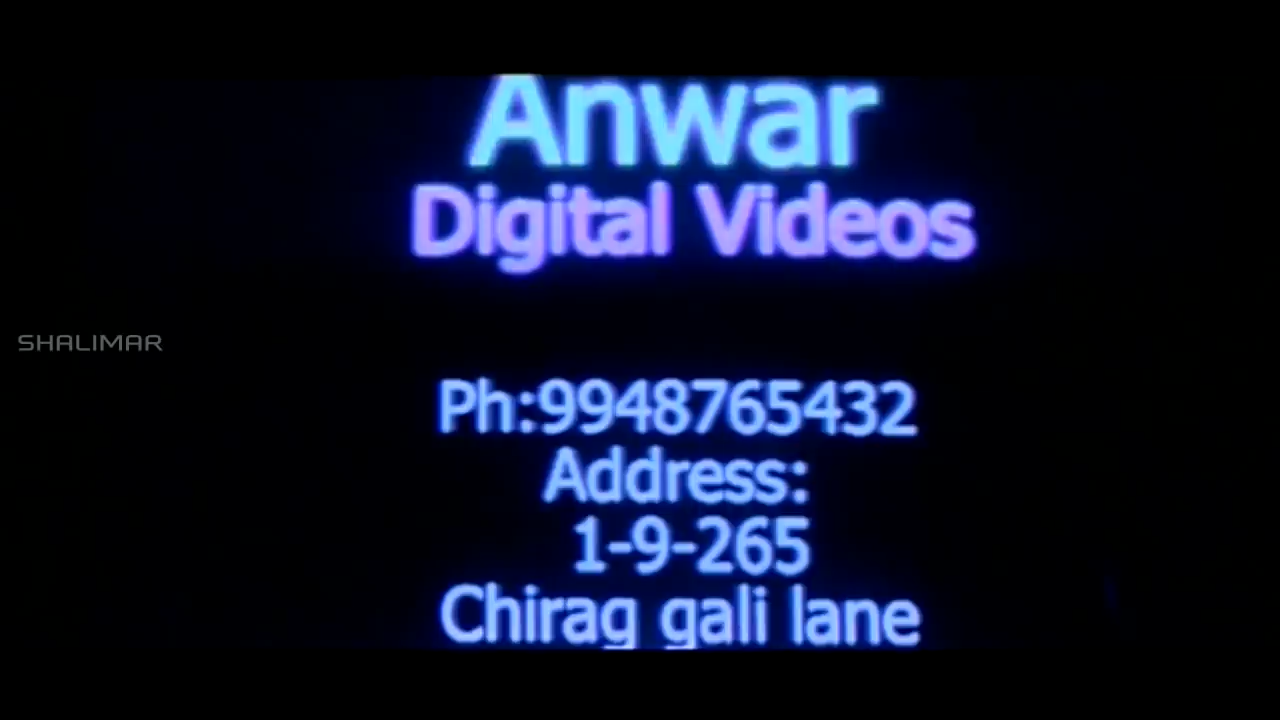 Anwar
Digital Videos
SHALIMAR
Ph:9948765432
Address:
1-9-265
Chirag gali lane